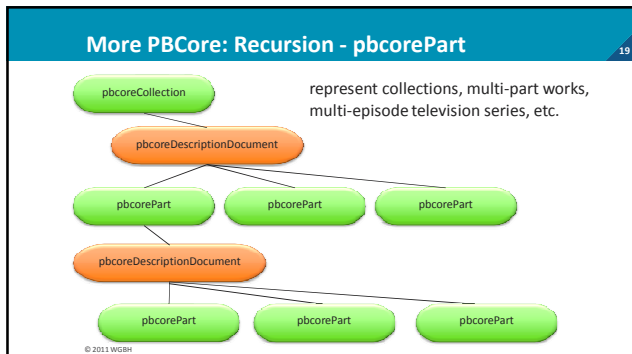 More PBCore: Recursion - pbcorePart
19
pbcoreCollection
represent collections, multi-part works,
multi-episode television series, etc.
pbcoreDescriptionDocument
pbcorePart
pbcorePart
pbcorePart
pbcoreDescriptionDocument
pbcorePart
pbcorePart
pbcorePart
© 2011 WGBH